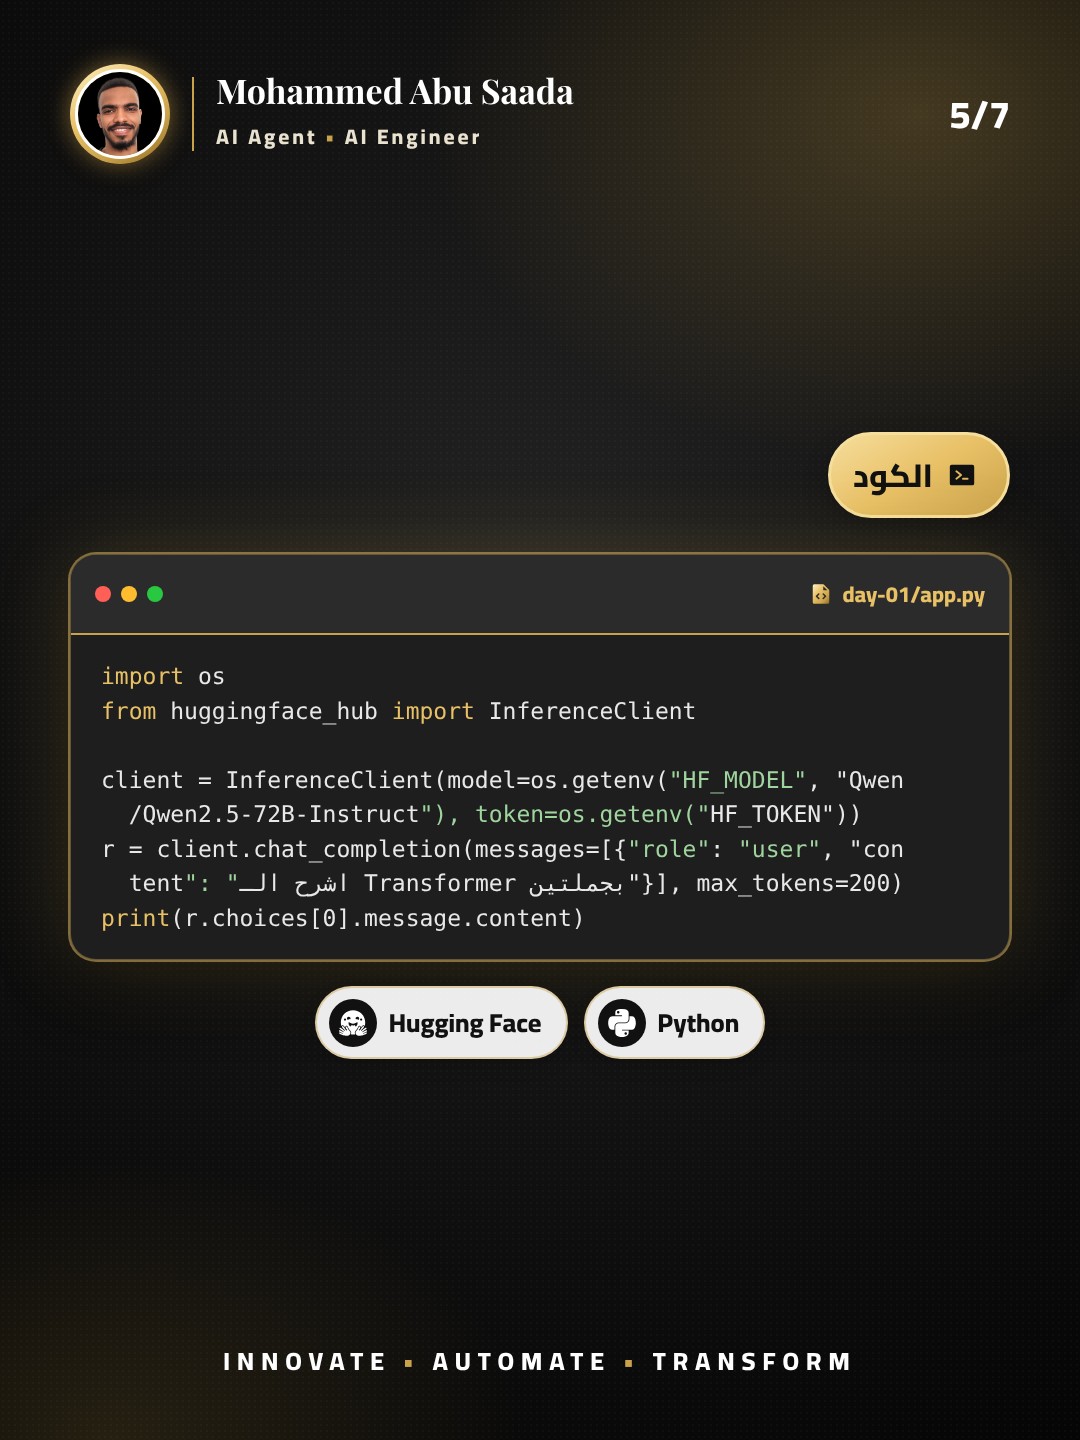 Mohammed Abu Saada
AI Agent ▪ AI Engineer
5/7
الكود
day-01/app.py
import os
from huggingface_hub import InferenceClient
client = InferenceClient(model=os.getenv("HF_MODEL", "Qwen
/Qwen2.5-72B-Instruct"), token=os.getenv("HF_TOKEN"))
r = client.chat_completion(messages=[{"role": "user", "con
tent": "اشرح الـــ Transformer بجملتين"}], max_tokens=200)
print(r.choices[0].message.content)
Hugging Face
Python
INNOVATE ▪ AUTOMATE ▪ TRANSFORM